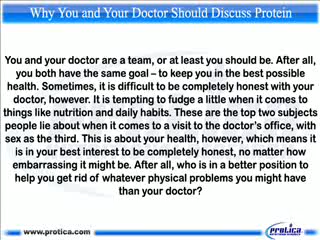 Why You and Your Doctor Should Discuss Protein
You and your doctor are a team, or at least you should be. After all,
you both have the same goal – to keep you in the best possible
health. Sometimes, it is difficult to be completely honest with your
doctor, however. It is tempting to fudge a little when it comes to
things like nutrition and daily habits. These are the top two subjects
people lie about when it comes to a visit to the doctor's office, with
sex as the third. This is about your health, however, which means it
is in your best interest to be completely honest, no matter how
embarrassing it might be. After all, who is in a better position to
help you get rid of whatever physical problems you might have
than your doctor?
www.protica.com
protica